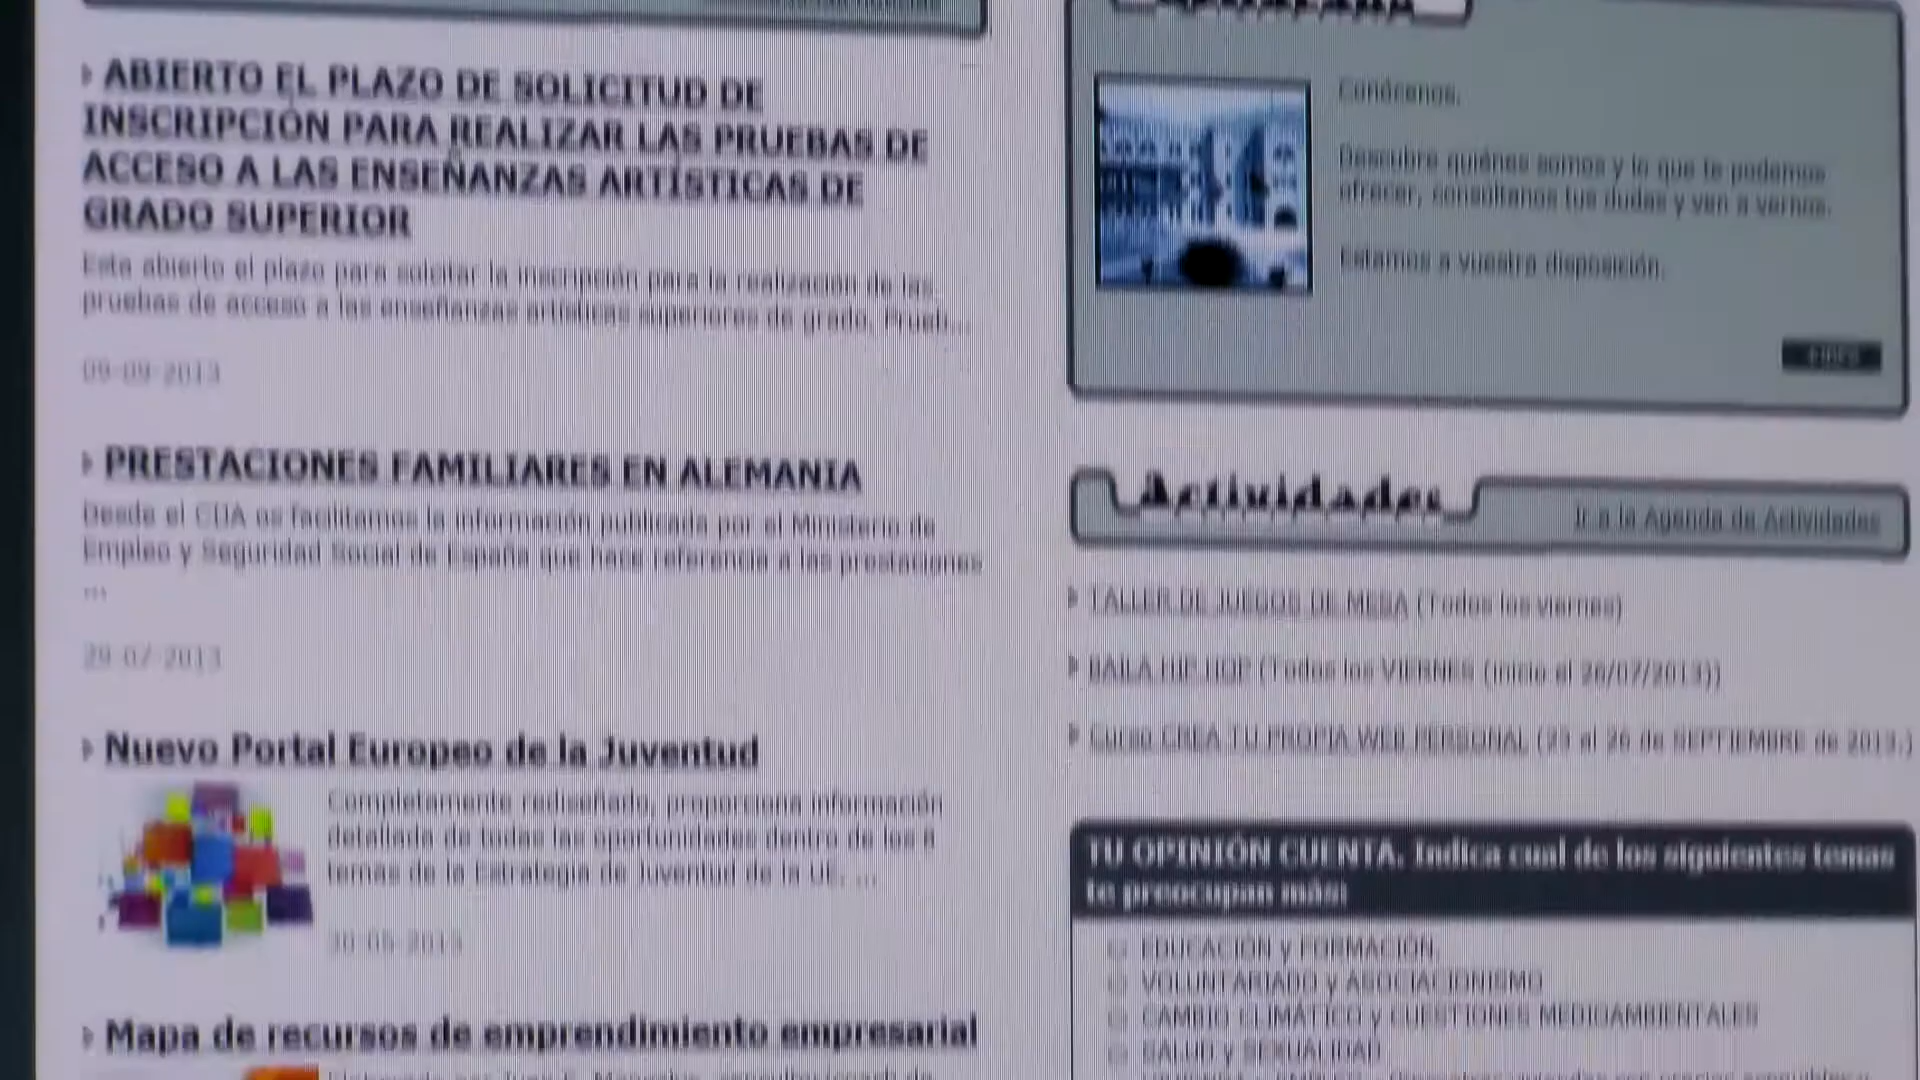 ABIERTO EL PLAZO DE SOLICITUD DE
INSCRIPCIÓN PARA REALIZAR LAS PRUEBAS DE
ACCESO A LAS ENSEÑANZAS ARTÍSTICAS DE
GRADO SUPERIOR
Esta abierto el plazo para solcitar la inscripción para la realización de las
pruebas de acceso a las enseñanzas artísticas superiores de grado. Prueb...
09-09-2013
PRESTACIONES FAMILIARES EN ALEMANIA
Desde el CIJA os facilitamos la información publicada por el Ministerio de
Empleo y Seguridad Social de España que hace referencia a las prestaciones
...
29-07-2013
Nuevo Portal Europeo de la Juventud
Completamente rediseñado, proporciona información
detallada de todas las oportunidades dentro de los 8
temas de la Estrategia de Juventud de la UE. ...
20-05-2013
Mapa de recursos de emprendimiento empresarial
Conócenos.
Descubre quiénes somos y lo que te podemos
ofrecer, consúltanos tus dudas y ven a vernos.
Estamos a vuestra disposición.
+info
Actividades
Ir a la Agenda de Actividades
TALLER DE JUEGOS DE MESA (Todos los viernes)
BAILA HIP HOP (Todos los VIERNES (inicio el 26/07/2013))
Curso CREA TU PROPIA WEB PERSONAL (23 al 26 de SEPTIEMBRE de 2013.)
TU OPINIÓN CUENTA. Indica cual de los siguientes temas
te preocupan más:
EDUCACIÓN y FORMACIÓN.
VOLUNTARIADO y ASOCIACIONISMO
CAMBIO CLIMÁTICO y CUESTIONES MEDIOAMBIENTALES
SALUD y SEXUALIDAD